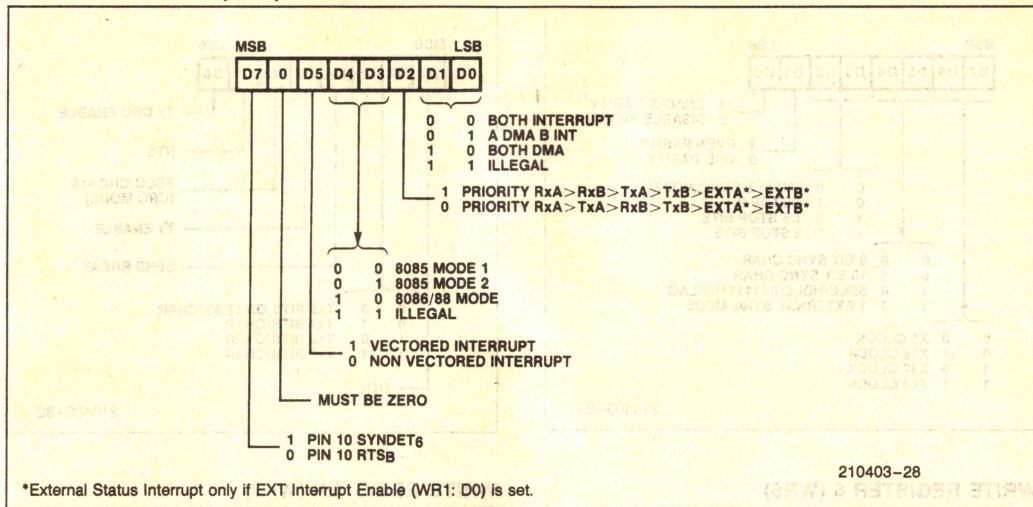 MSB LSB
D7 0 D5 D4 D3 D2 D1 D0
0 0 BOTH INTERRUPT
0 1 A DMA B INT
1 0 BOTH DMA
1 1 ILLEGAL
1 PRIORITY RxA>RxB>TxA>TxB>EXTA*>EXTB*
0 PRIORITY RxA>TxA>RxB>TxB>EXTA*>EXTB*
0 0 8085 MODE 1
0 1 8085 MODE 2
1 0 8086/88 MODE
1 1 ILLEGAL
1 VECTORED INTERRUPT
0 NON VECTORED INTERRUPT
MUST BE ZERO
1 PIN 10 SYNDET6
0 PIN 10 RTSB
210403-28
*External Status Interrupt only if EXT Interrupt Enable (WR1: D0) is set.